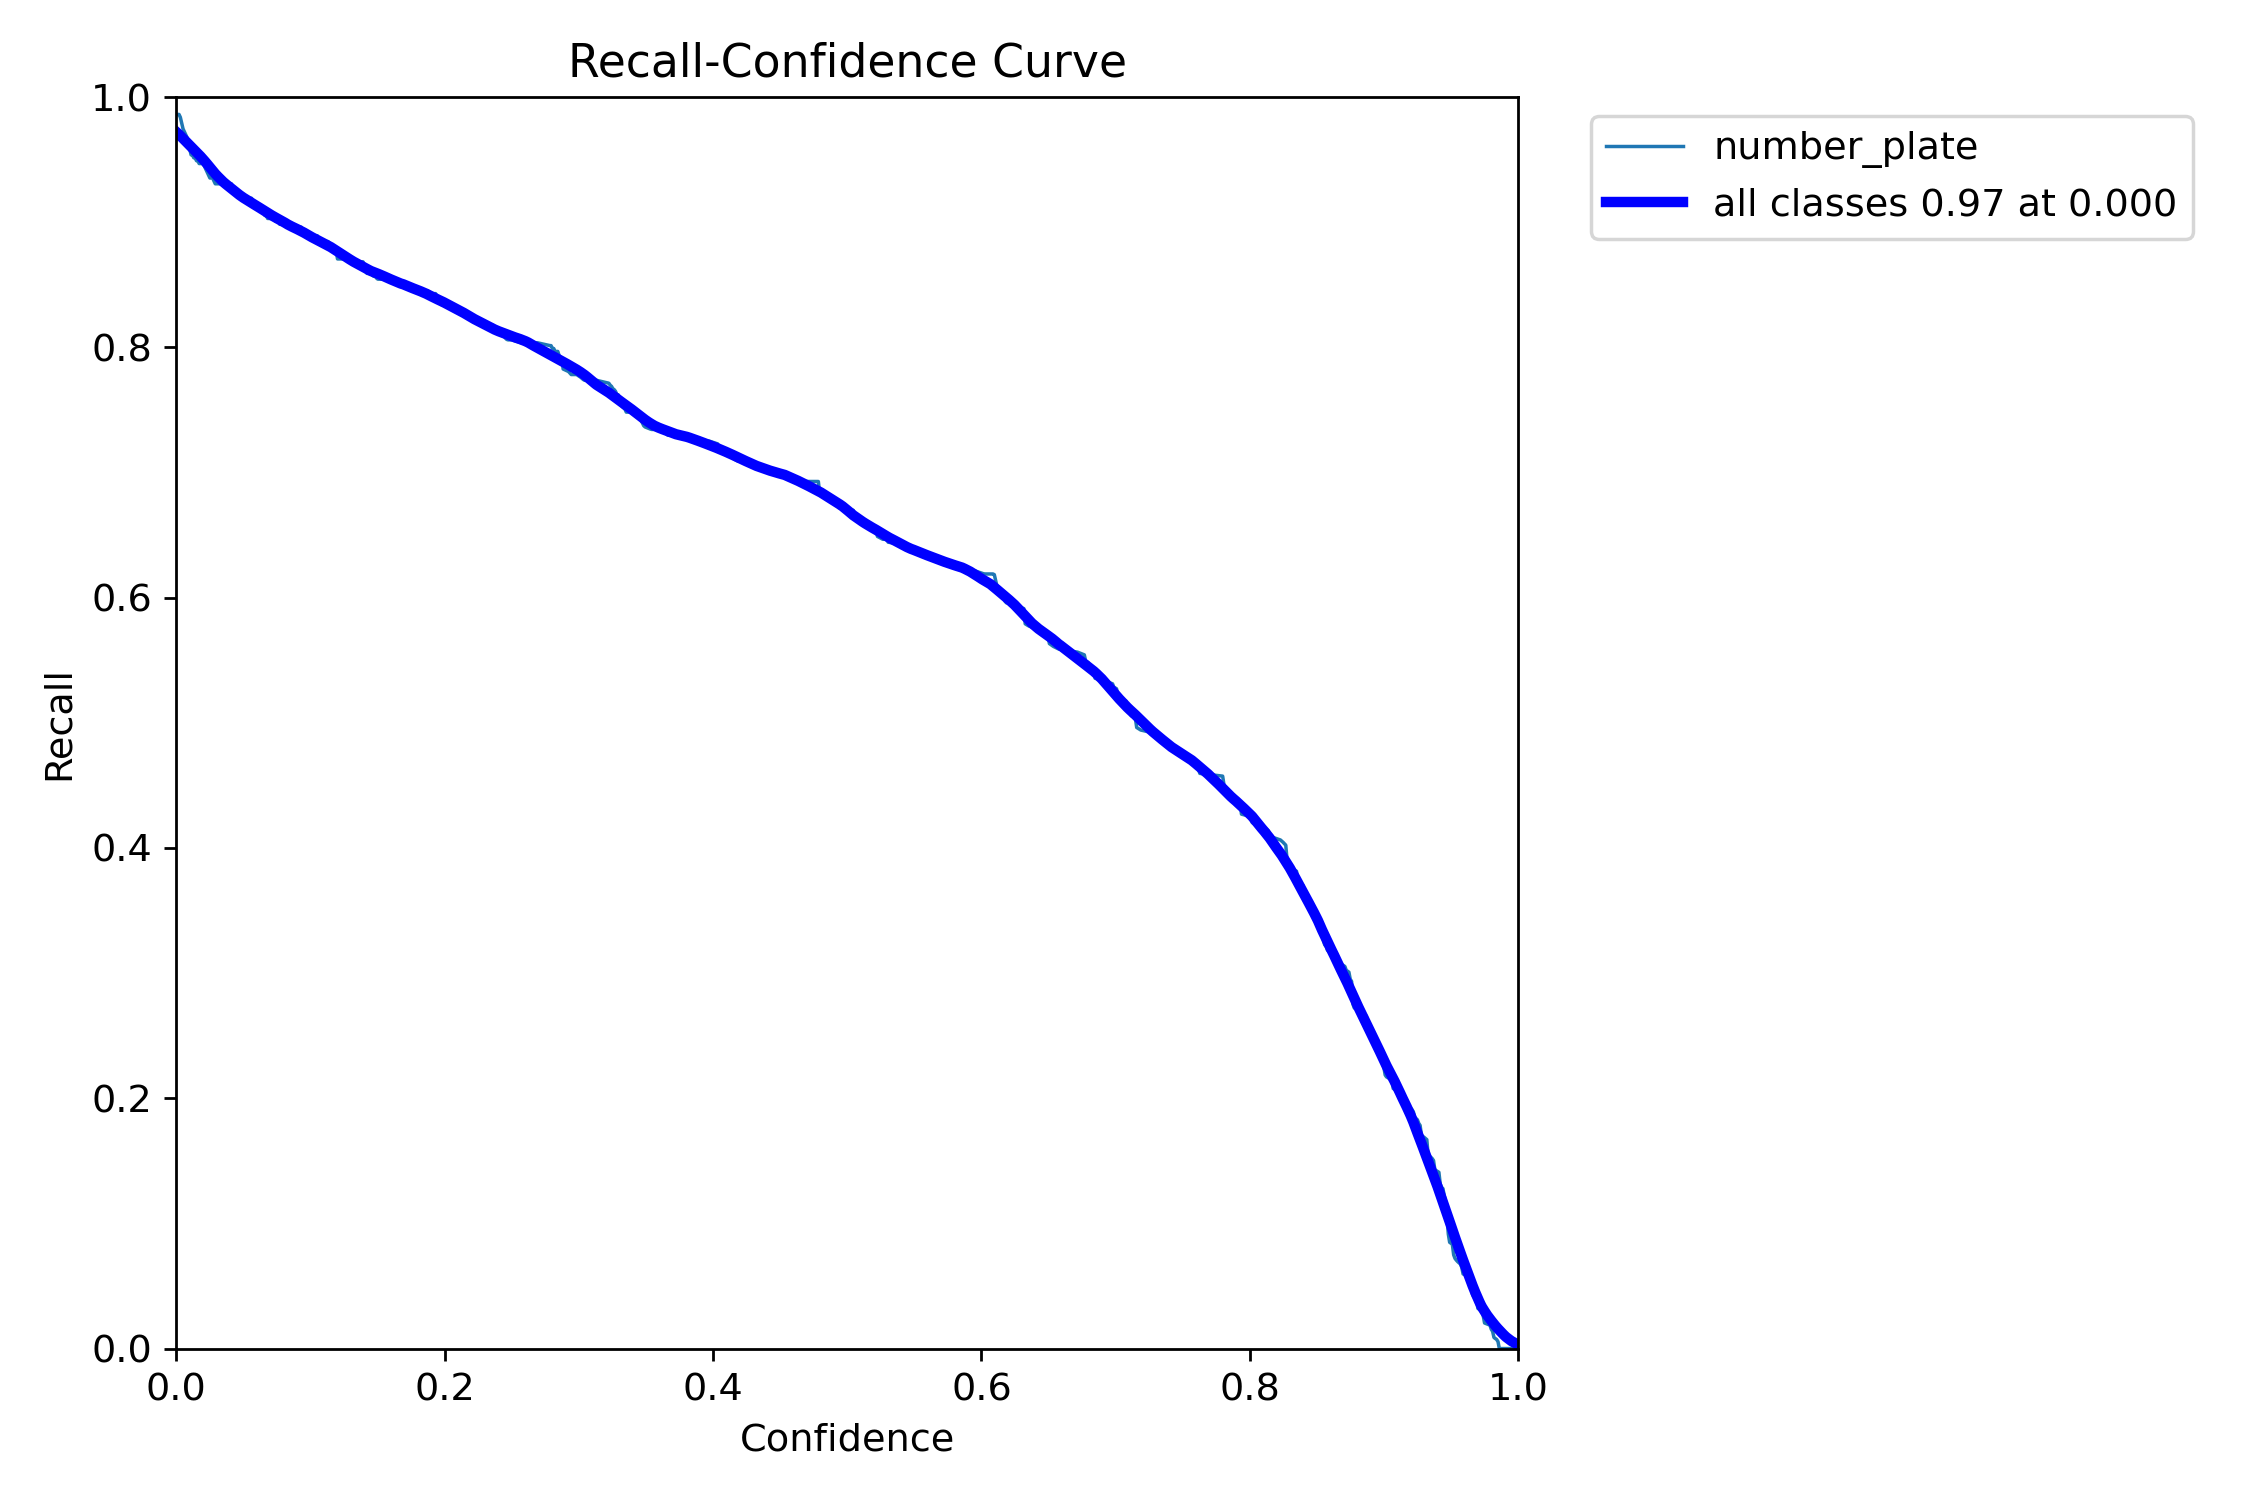 Recall-Confidence Curve
number_plate
all classes 0.97 at 0.000
1.0
0.8
0.6
0.4
0.2
0.0
Recall
0.0 0.2 0.4 0.6 0.8 1.0
Confidence